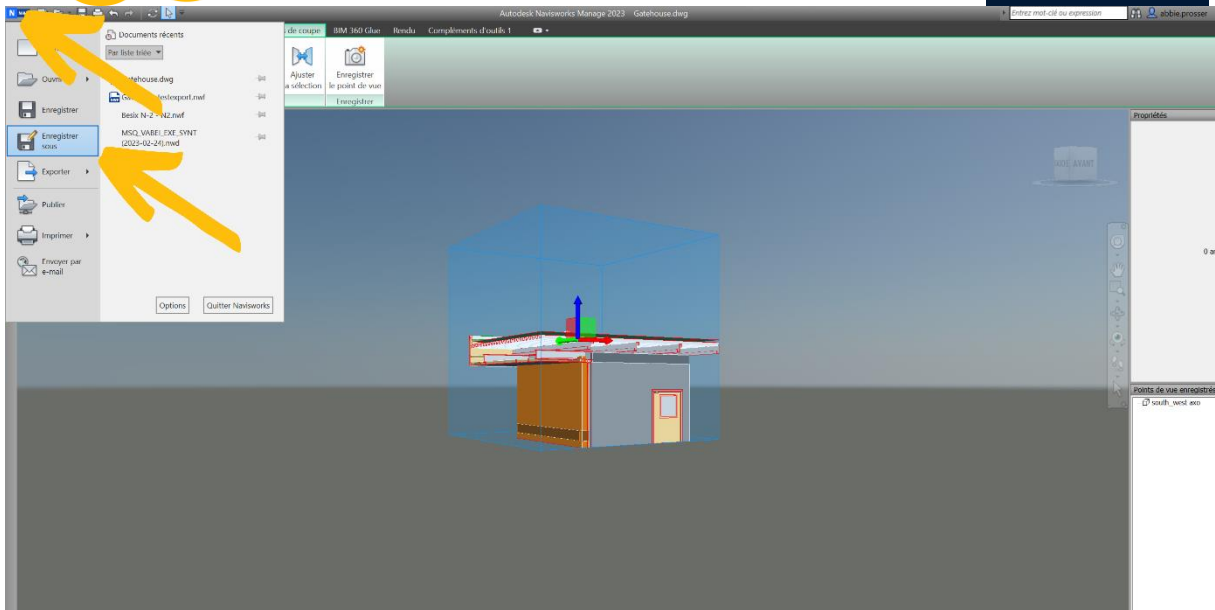 Autodesk Navisworks Manage 2023 Gatehouse.dwg
Entrez mot-clé ou expression
abbie.prosser
de coupe BIM 360 Glue Rendu Compléments d'outils 1
Documents récents
Par liste triée
Gatehouse.dwg
Besix N-2 - N2.nwf
MSQ_VABEI_EXE_SYNT
(2023-02-24).nwd
Enregistrer
Enregistrer
sous
Exporter
Publier
Imprimer
Envoyer par
e-mail
Options
Quitter Navisworks
Ajuster
la sélection
Enregistrer
le point de vue
Enregistrer
Propriétés
AVANT
Points de vue enregistrés
south_west axo